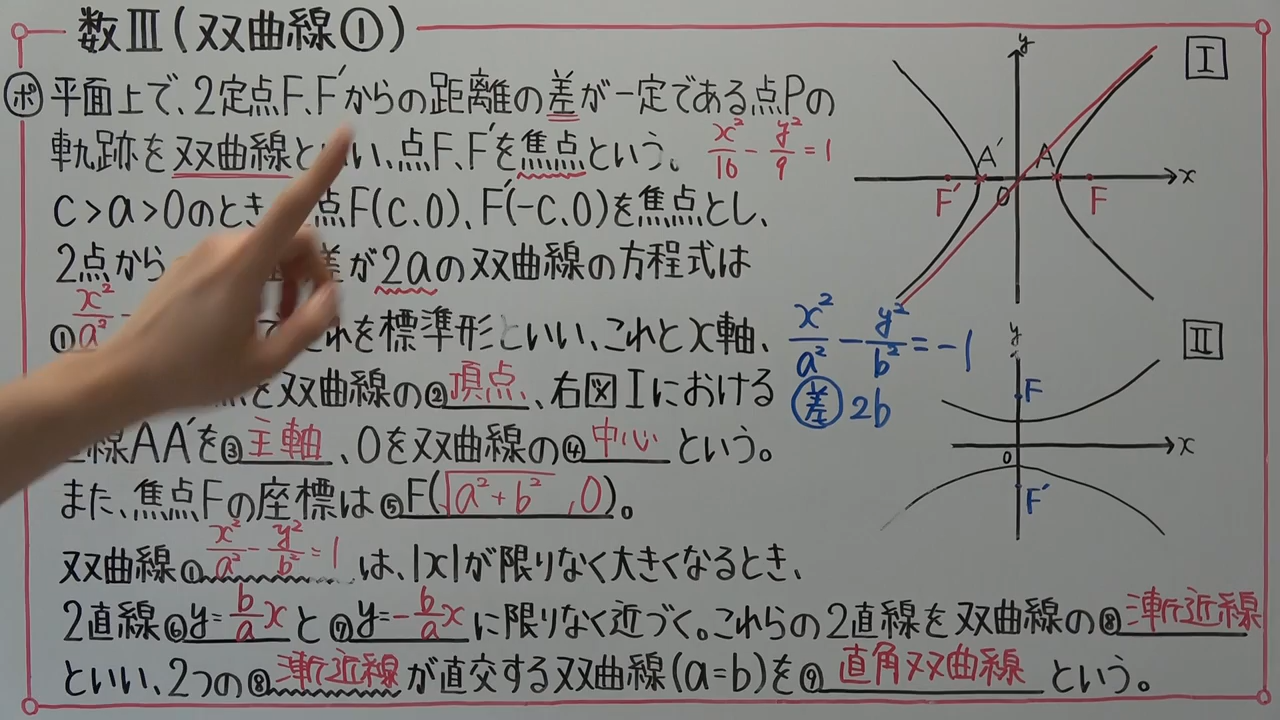 数Ⅲ(双曲線①)
ポ 平面上で、2定点F、F'からの距離の差が一定である点Pの
軌跡を双曲線といい、点F、F'を焦点という。
x²/16 - y²/9 = 1
c>a>0のとき 点F(c,0)、F'(-c,0)を焦点とし、
2点から 差が2aの双曲線の方程式は
① x²/a² - れを標準形といい、これとx軸、
を双曲線の②頂点、右図Ⅰにおける
線AA'を③主軸、Oを双曲線の④中心という。
また、焦点Fの座標は⑤F(√a²+b²,0)。
双曲線① x²/a² - y²/b² = 1 は、|x|が限りなく大きくなるとき、
2直線⑥y=b/a xと⑦y=-b/a xに限りなく近づく。これらの2直線を双曲線の⑧漸近線
といい、2つの⑧漸近線が直交する双曲線(a=b)を⑨直角双曲線という。
Ⅰ
y
A' A
F' O F x
x²/a² - y²/b² = -1
差 2b
Ⅱ
y
F
O x
F'